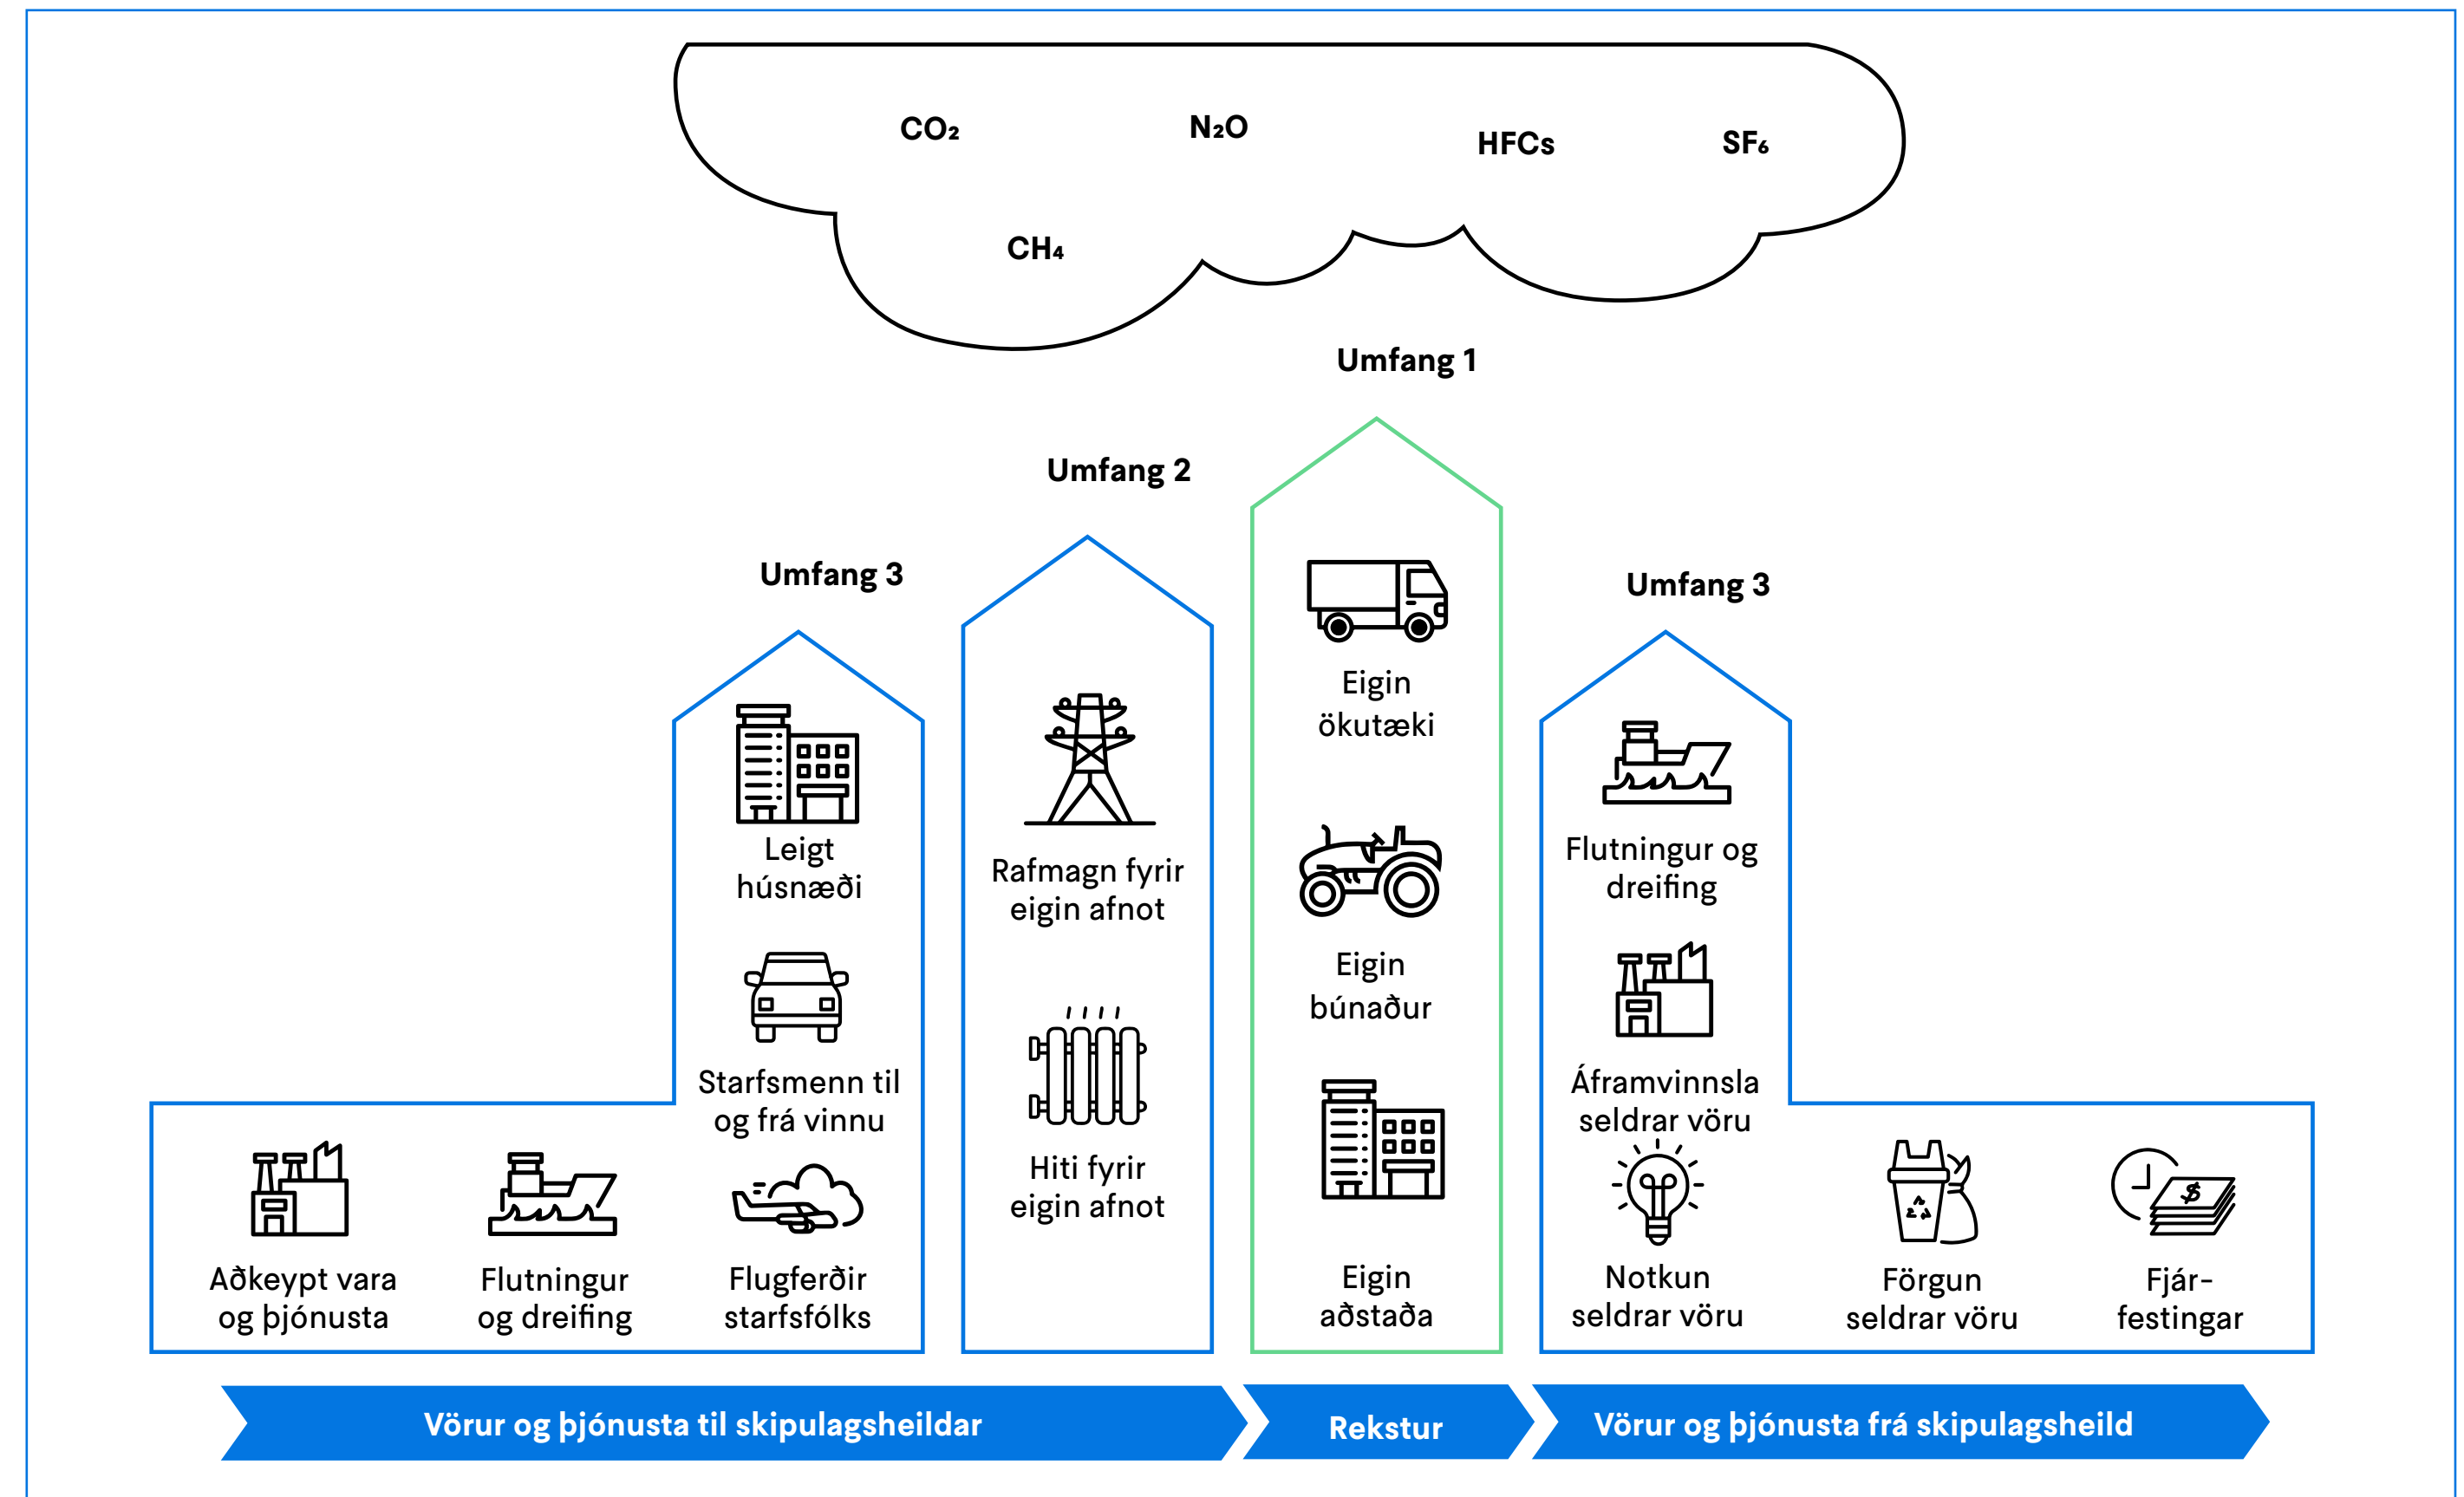 CO₂
N₂O
HFCs
SF₆
CH₄
Umfang 1
Umfang 2
Umfang 3
Umfang 3
Leigt
húsnæði
Starfsmenn til
og frá vinnu
Aðkeypt vara
og þjónusta
Flutningur
og dreifing
Flugferðir
starfsfólks
Rafmagn fyrir
eigin afnot
Hiti fyrir
eigin afnot
Eigin
ökutæki
Eigin
búnaður
Eigin
aðstaða
Flutningur og
dreifing
Áframvinnsla
seldrar vöru
Notkun
seldrar vöru
Förgun
seldrar vöru
Fjár-
festingar
Vörur og þjónusta til skipulagsheildar
Rekstur
Vörur og þjónusta frá skipulagsheild